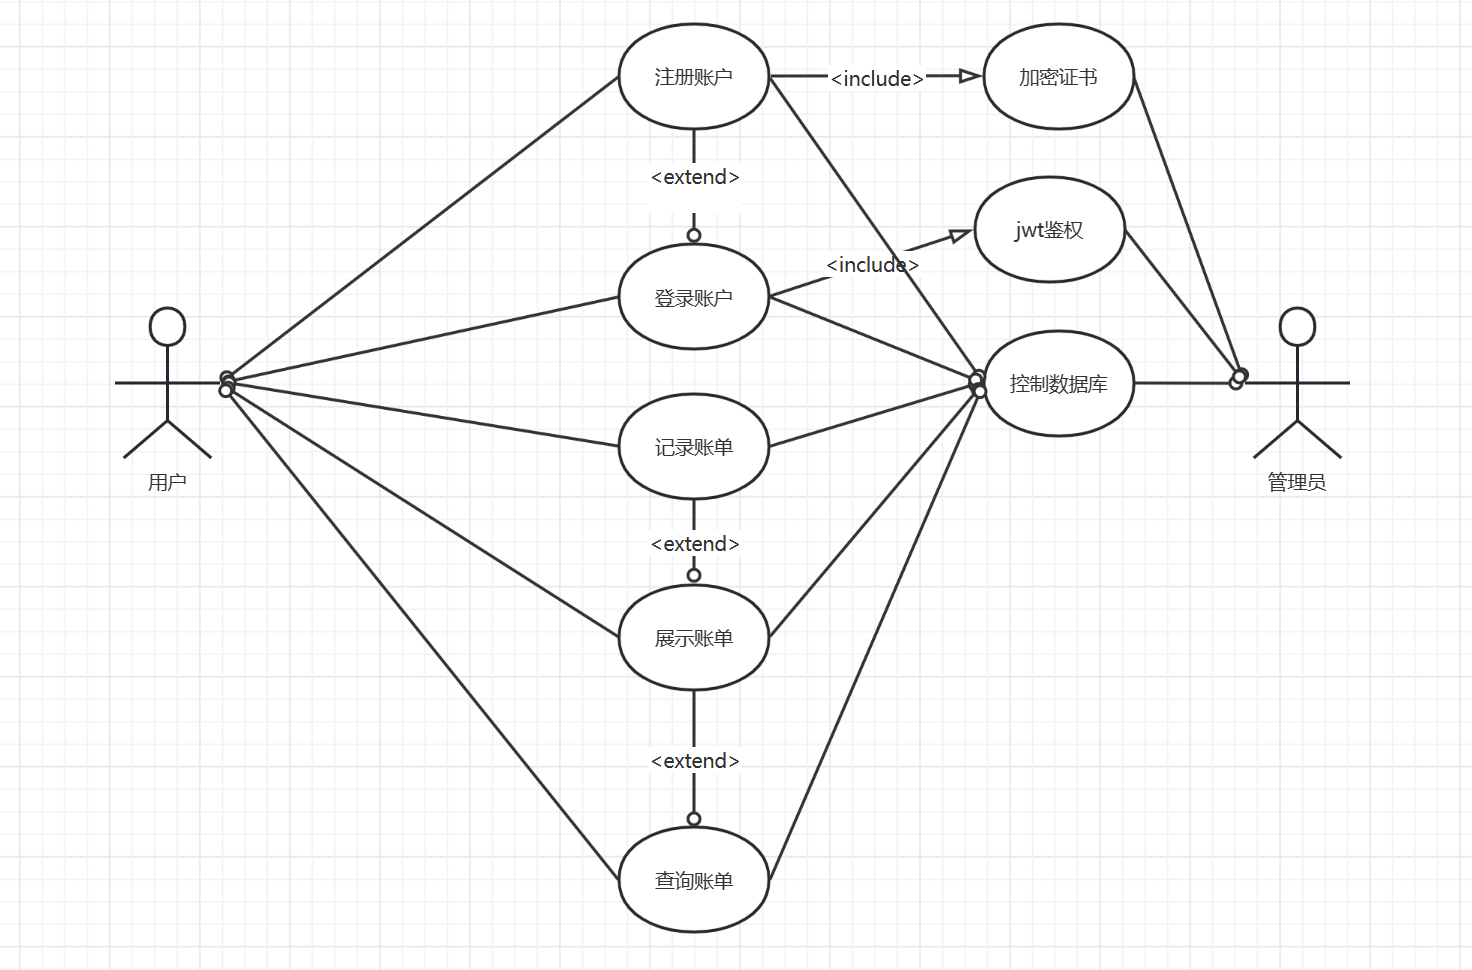 注册账户
<include>
加密证书
<extend>
jwt鉴权
<include>
登录账户
控制数据库
记录账单
用户
管理员
<extend>
展示账单
<extend>
查询账单